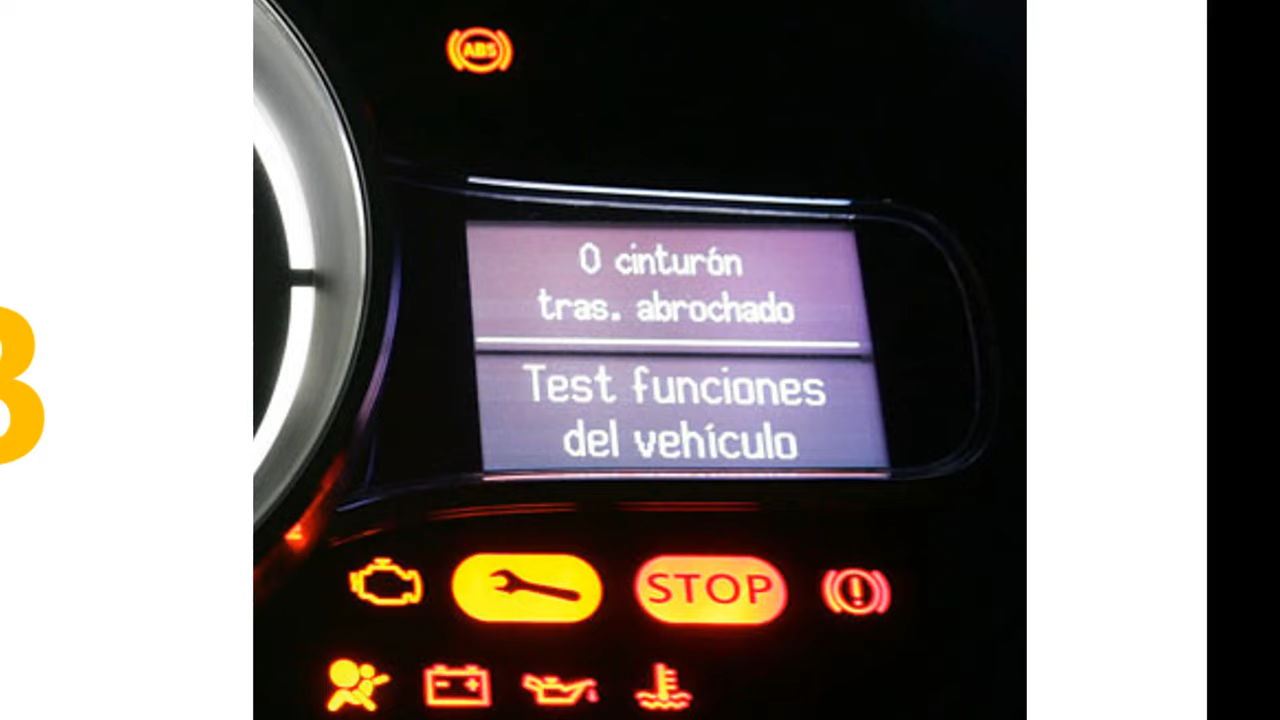 ABS
0 cinturón
tras. abrochado
Test funciones
del vehículo
STOP